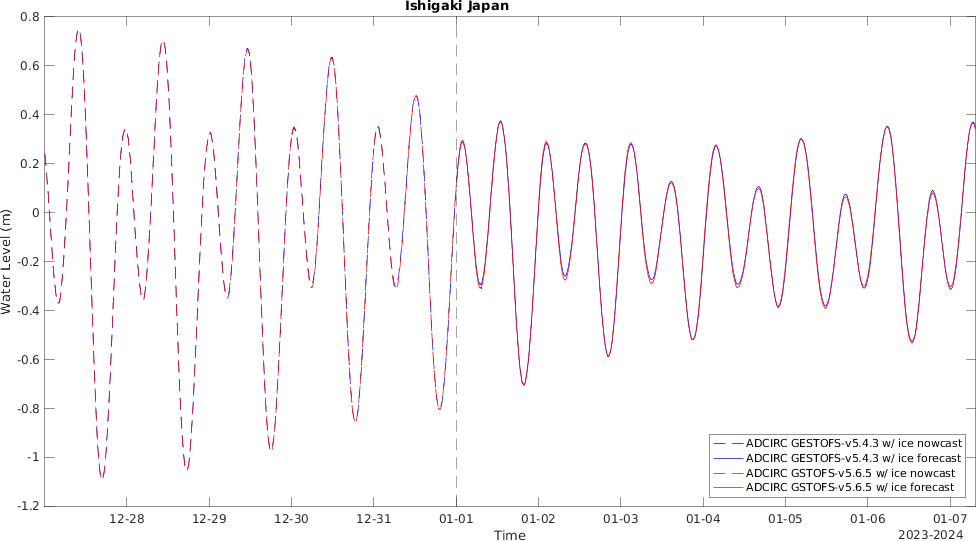 Ishigaki Japan
0.8
0.6
0.4
0.2
0
-0.2
-0.4
-0.6
-0.8
-1
-1.2
Water Level (m)
ADCIRC GESTOFS-v5.4.3 w/ ice nowcast
ADCIRC GESTOFS-v5.4.3 w/ ice forecast
ADCIRC GSTOFS-v5.6.5 w/ ice nowcast
ADCIRC GSTOFS-v5.6.5 w/ ice forecast
12-28 12-29 12-30 12-31 01-01 01-02 01-03 01-04 01-05 01-06 01-07
Time
2023-2024